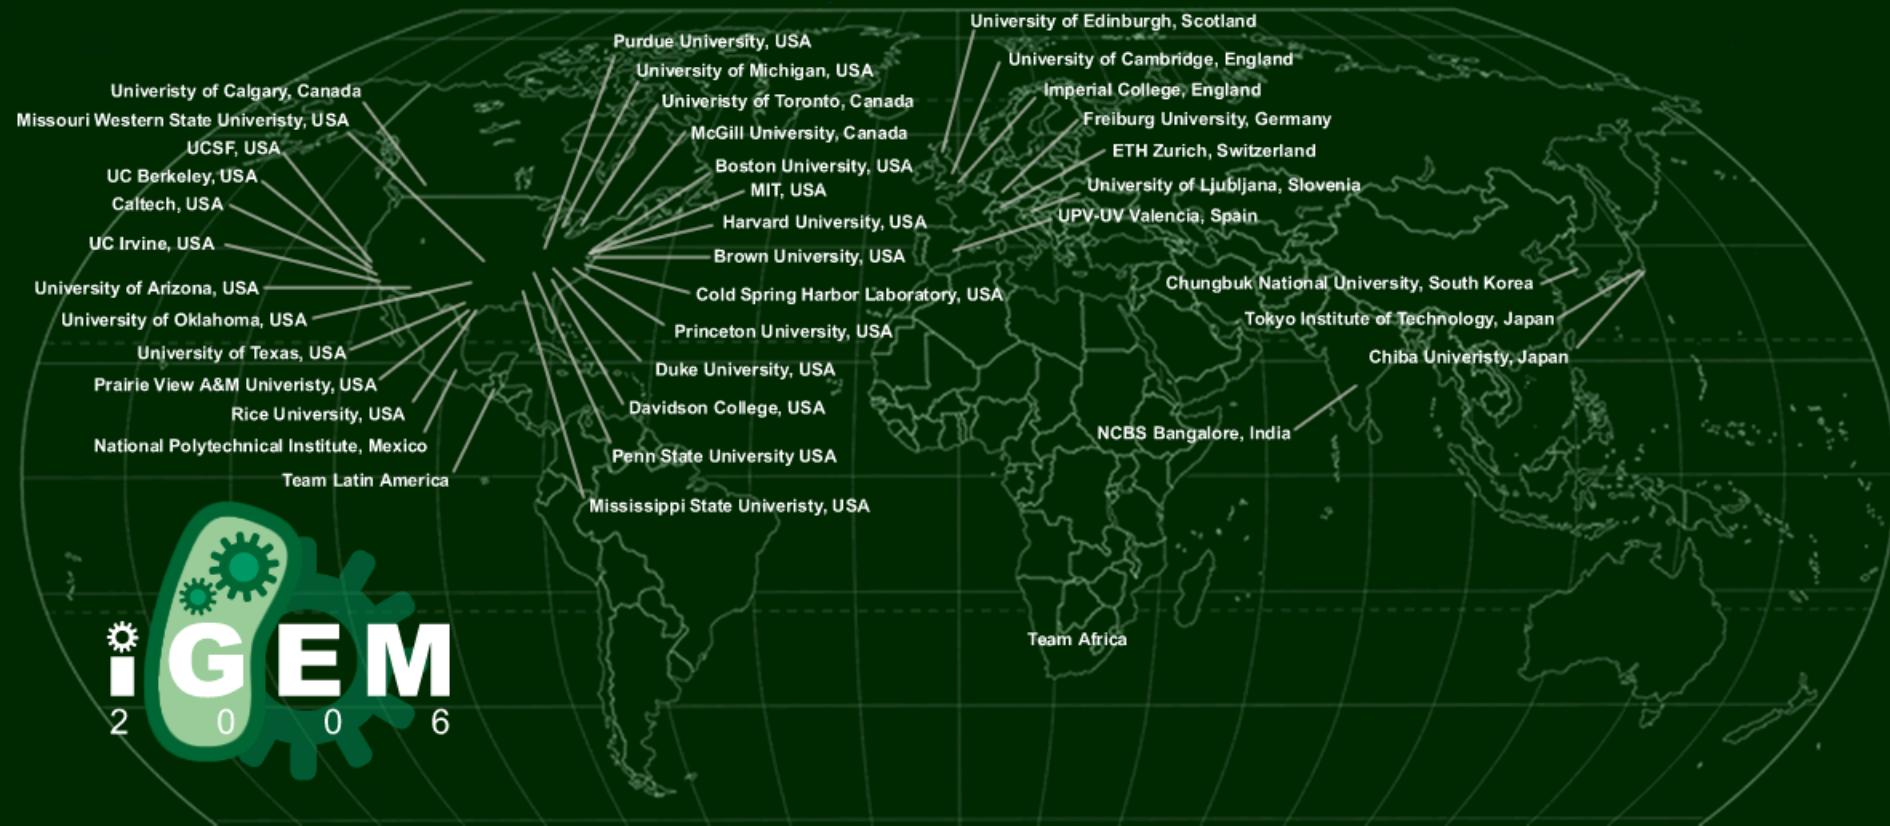 Univeristy of Calgary, Canada
Missouri Western State Univeristy, USA
UCSF, USA
UC Berkeley, USA
Caltech, USA
UC Irvine, USA
University of Arizona, USA
University of Oklahoma, USA
University of Texas, USA
Prairie View A&M Univeristy, USA
Rice University, USA
National Polytechnical Institute, Mexico
Team Latin America
Purdue University, USA
University of Michigan, USA
Univeristy of Toronto, Canada
McGill University, Canada
Boston University, USA
MIT, USA
Harvard University, USA
Brown University, USA
Cold Spring Harbor Laboratory, USA
Princeton University, USA
Duke University, USA
Davidson College, USA
Penn State University USA
Mississippi State Univeristy, USA
University of Edinburgh, Scotland
University of Cambridge, England
Imperial College, England
Freiburg University, Germany
ETH Zurich, Switzerland
University of Ljubljana, Slovenia
UPV-UV Valencia, Spain
Chungbuk National University, South Korea
Tokyo Institute of Technology, Japan
Chiba Univeristy, Japan
NCBS Bangalore, India
Team Africa
iGEM
2006